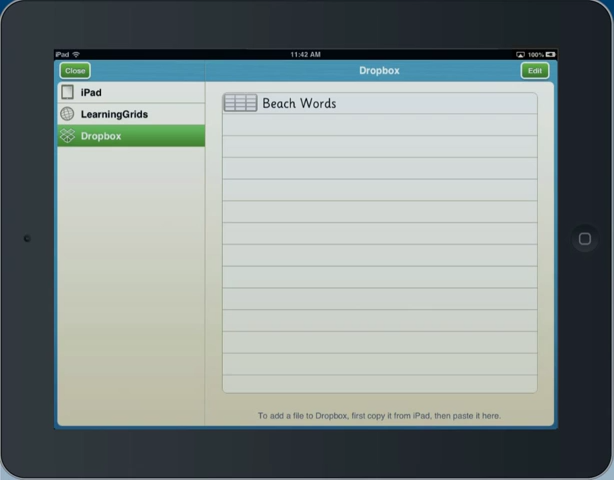 iPad 11:42 AM 100%
Close Dropbox Edit
iPad
LearningGrids
Dropbox
Beach Words
To add a file to Dropbox, first copy it from iPad, then paste it here.